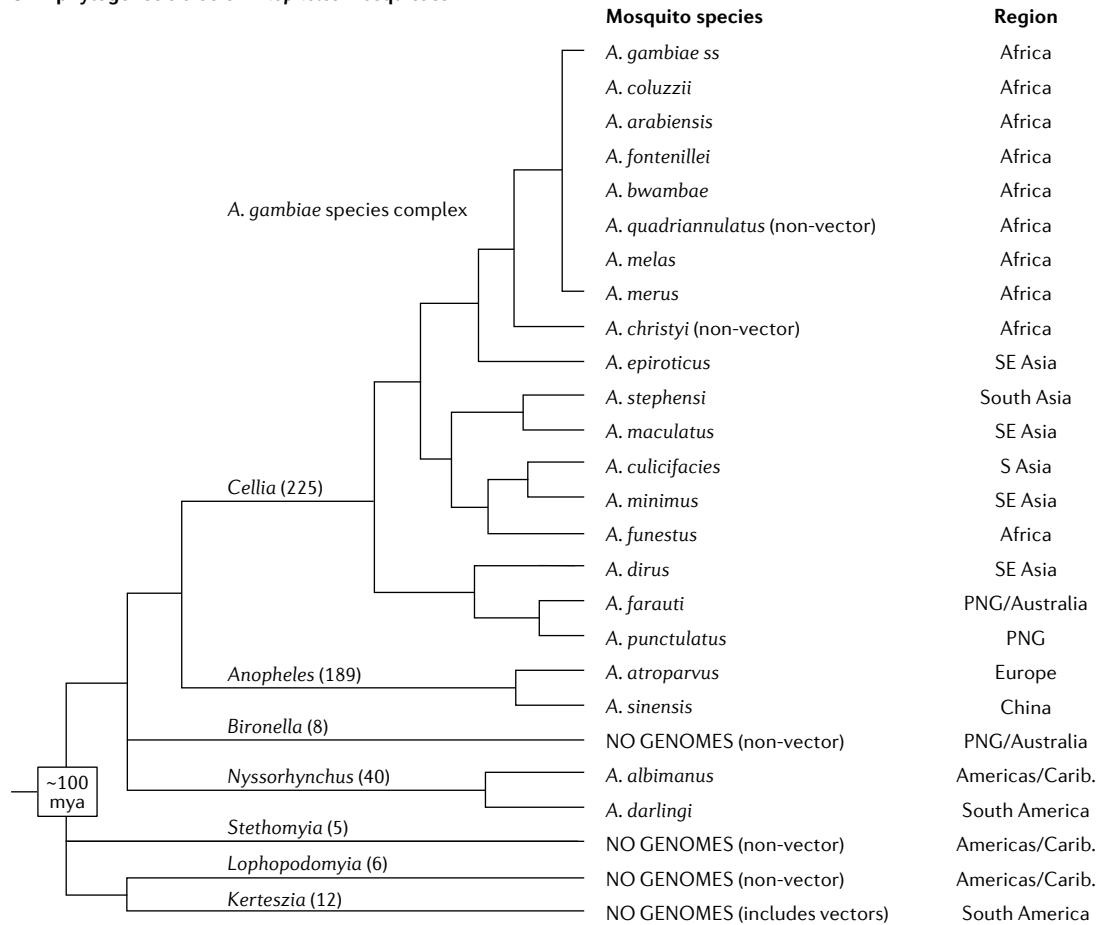 Mosquito species Region
A. gambiae ss Africa
A. coluzzii Africa
A. arabiensis Africa
A. fontenillei Africa
A. bwambae Africa
A. gambiae species complex
A. quadriannulatus (non-vector) Africa
A. melas Africa
A. merus Africa
A. christyi (non-vector) Africa
A. epiroticus SE Asia
A. stephensi South Asia
A. maculatus SE Asia
A. culicifacies S Asia
Cellia (225)
A. minimus SE Asia
A. funestus Africa
A. dirus SE Asia
A. farauti PNG/Australia
A. punctulatus PNG
Anopheles (189)
A. atroparvus Europe
A. sinensis China
Bironella (8)
NO GENOMES (non-vector) PNG/Australia
Nyssorhynchus (40)
A. albimanus Americas/Carib.
~100
mya
A. darlingi South America
Stethomyia (5)
NO GENOMES (non-vector) Americas/Carib.
Lophopodomyia (6)
NO GENOMES (non-vector) Americas/Carib.
Kerteszia (12)
NO GENOMES (includes vectors) South America